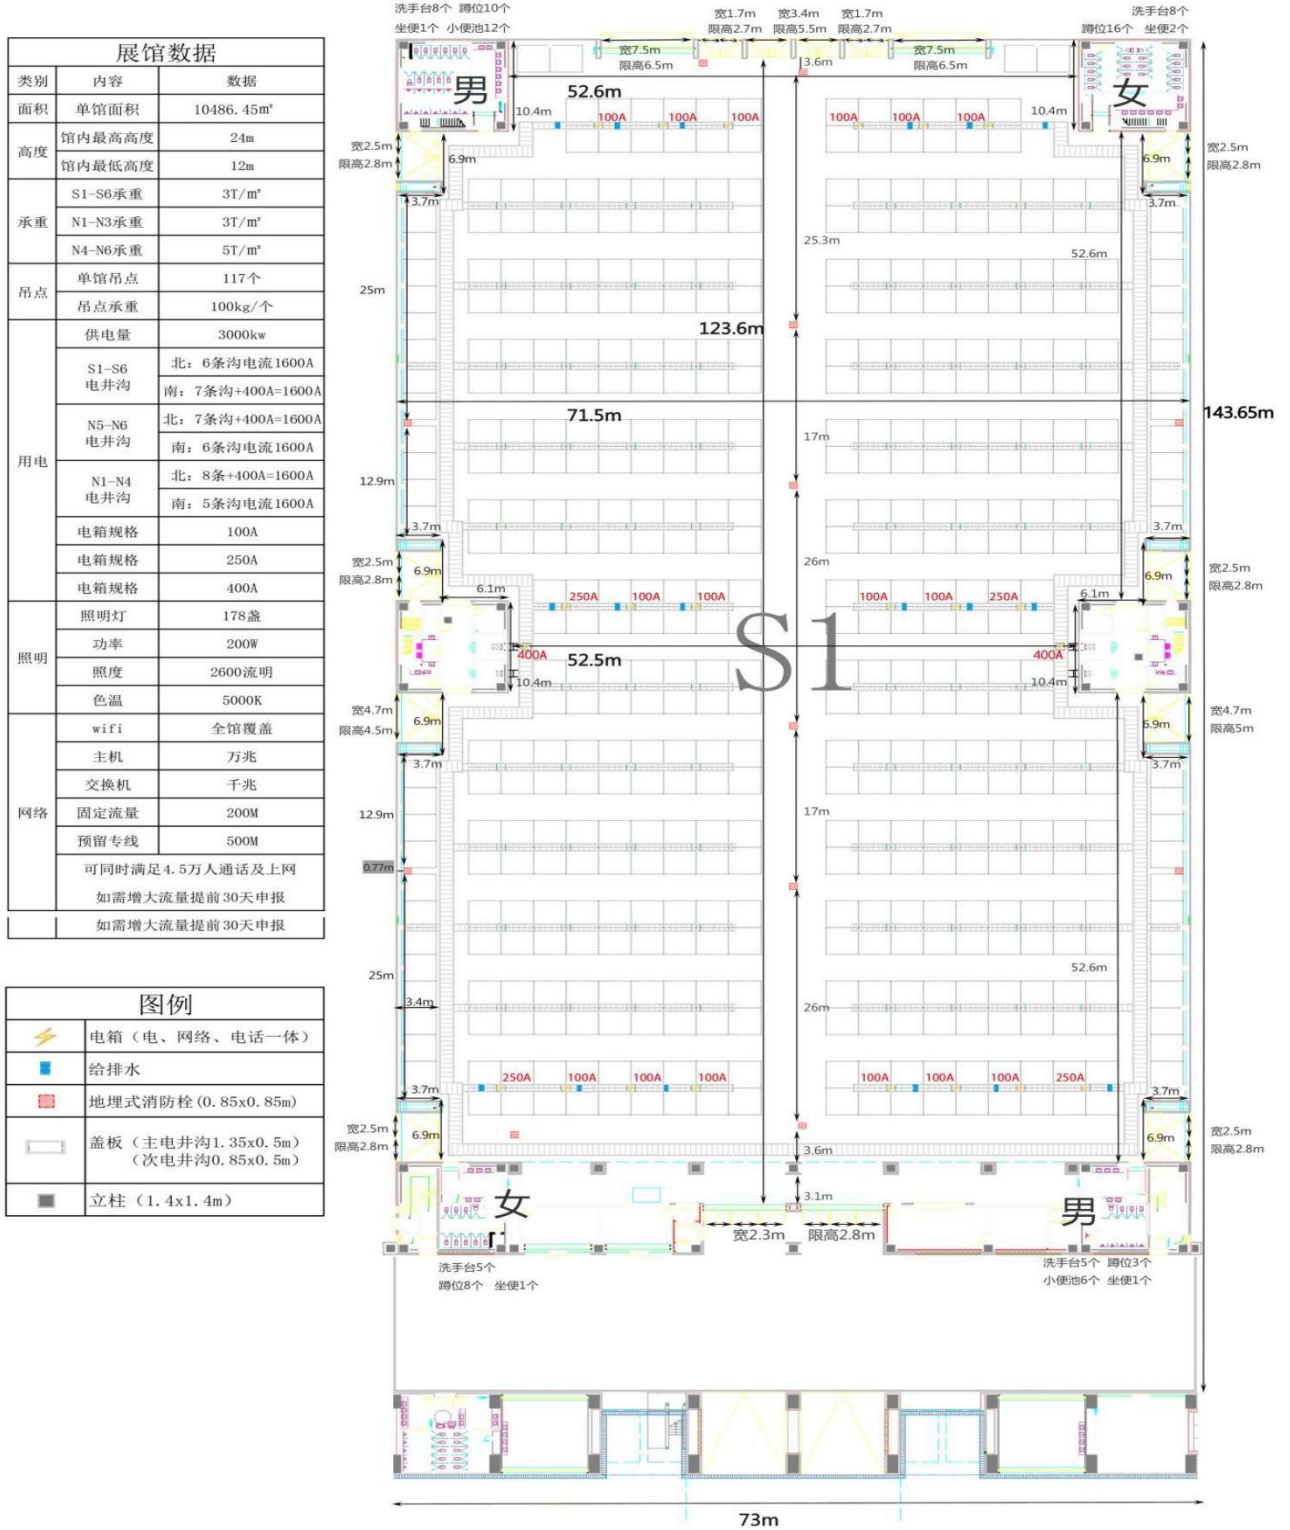 展馆数据
类别 内容 数据
面积 单馆面积 10486.45㎡
高度 馆内最高高度 24m
馆内最低高度 12m
承重 S1-S6承重 3T/㎡
N1-N3承重 3T/㎡
N4-N6承重 5T/㎡
吊点 单馆吊点 117个
吊点承重 100kg/个
用电 供电量 3000kw
S1-S6
电井沟
北：6条沟电流1600A
南：7条沟+400A=1600A
N5-N6
电井沟
北：7条沟+400A=1600A
南：6条沟电流1600A
N1-N4
电井沟
北：8条+400A=1600A
南：5条沟电流1600A
电箱规格 100A
电箱规格 250A
电箱规格 400A
照明 照明灯 178盏
功率 200W
照度 2600流明
色温 5000K
网络 wifi 全馆覆盖
主机 万兆
交换机 千兆
固定流量 200M
预留专线 500M
可同时满足4.5万人通话及上网
如需增大流量提前30天申报
如需增大流量提前30天申报
图例
电箱（电、网络、电话一体）
给排水
地埋式消防栓(0.85x0.85m)
盖板（主电井沟1.35x0.5m）
（次电井沟0.85x0.5m）
立柱（1.4x1.4m）
洗手台8个 蹲位10个
坐便1个 小便池12个
宽1.7m 宽3.4m 宽1.7m
限高2.7m 限高5.5m 限高2.7m
洗手台8个
蹲位16个 坐便2个
宽7.5m
限高6.5m
3.6m
宽7.5m
限高6.5m
男
52.6m
女
10.4m 100A 100A 100A 100A 100A 100A 10.4m
宽2.5m
限高2.8m
6.9m
6.9m
宽2.5m
限高2.8m
3.7m 3.7m
25.3m
52.6m
25m
123.6m
71.5m
143.65m
17m
12.9m
3.7m 3.7m
宽2.5m
限高2.8m
6.9m
26m
6.9m
宽2.5m
限高2.8m
6.1m 250A 100A 100A 100A 100A 250A 6.1m
S1
400A 52.5m 400A
10.4m 10.4m
宽4.7m
限高4.5m
6.9m
6.9m
宽4.7m
限高5m
3.7m 3.7m
12.9m 17m
0.77m
25m
52.6m
3.4m 26m
250A 100A 100A 100A 100A 100A 100A 250A
3.7m 3.7m
宽2.5m
限高2.8m
6.9m
6.9m
宽2.5m
限高2.8m
3.6m
女
3.1m
男
宽2.3m 限高2.8m
洗手台5个
蹲位8个 坐便1个
洗手台5个 蹲位3个
小便池6个 坐便1个
73m